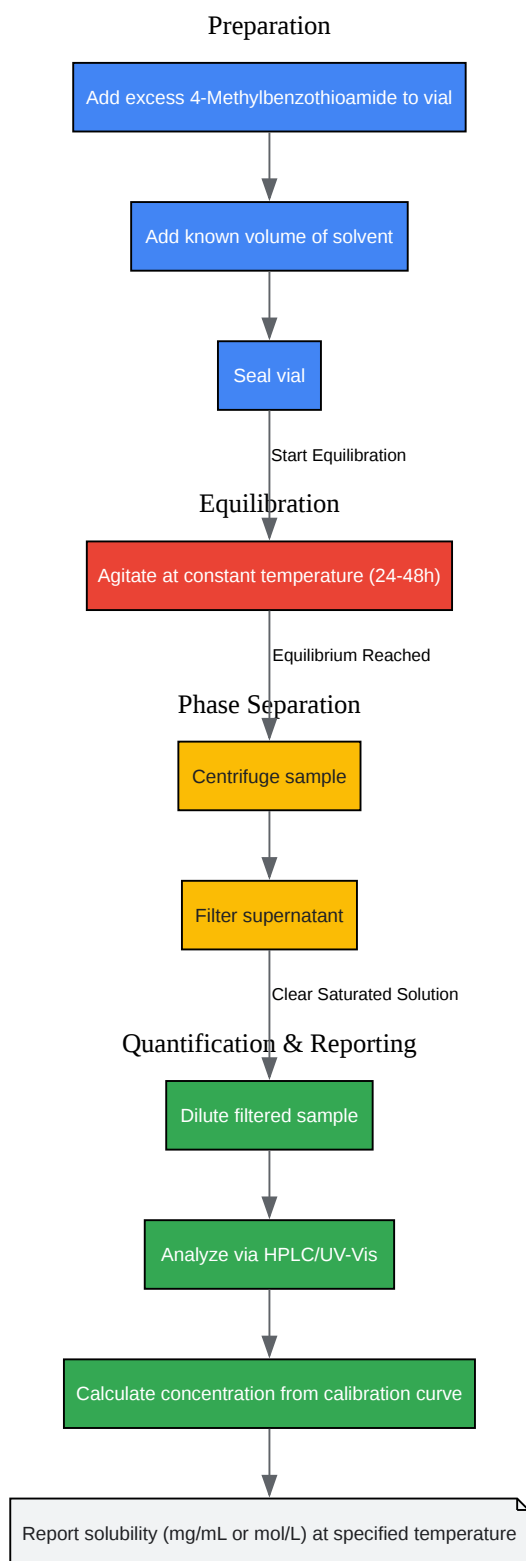 Preparation
Add excess 4-Methylbenzothioamide to vial
Add known volume of solvent
Seal vial
Start Equilibration
Equilibration
Agitate at constant temperature (24-48h)
Equilibrium Reached
Phase Separation
Centrifuge sample
Filter supernatant
Clear Saturated Solution
Quantification & Reporting
Dilute filtered sample
Analyze via HPLC/UV-Vis
Calculate concentration from calibration curve
Report solubility (mg/mL or mol/L) at specified temperature